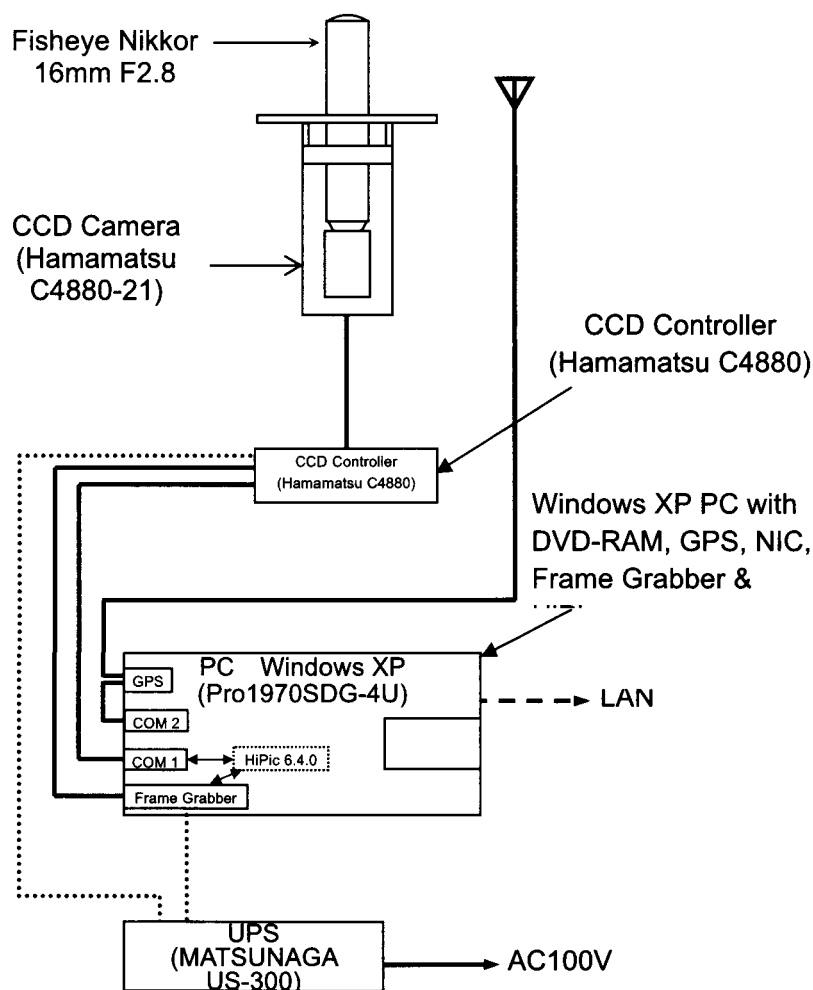 Fisheye Nikkor
16mm F2.8
CCD Camera
(Hamamatsu
C4880-21)
CCD Controller
(Hamamatsu C4880)
CCD Controller
(Hamamatsu C4880)
Windows XP PC with
DVD-RAM, GPS, NIC,
Frame Grabber &
PC Windows XP
(Pro1970SDG-4U)
GPS
COM 2
COM 1
HiPic 6.4.0
Frame Grabber
LAN
UPS
(MATSUNAGA
US-300)
AC100V